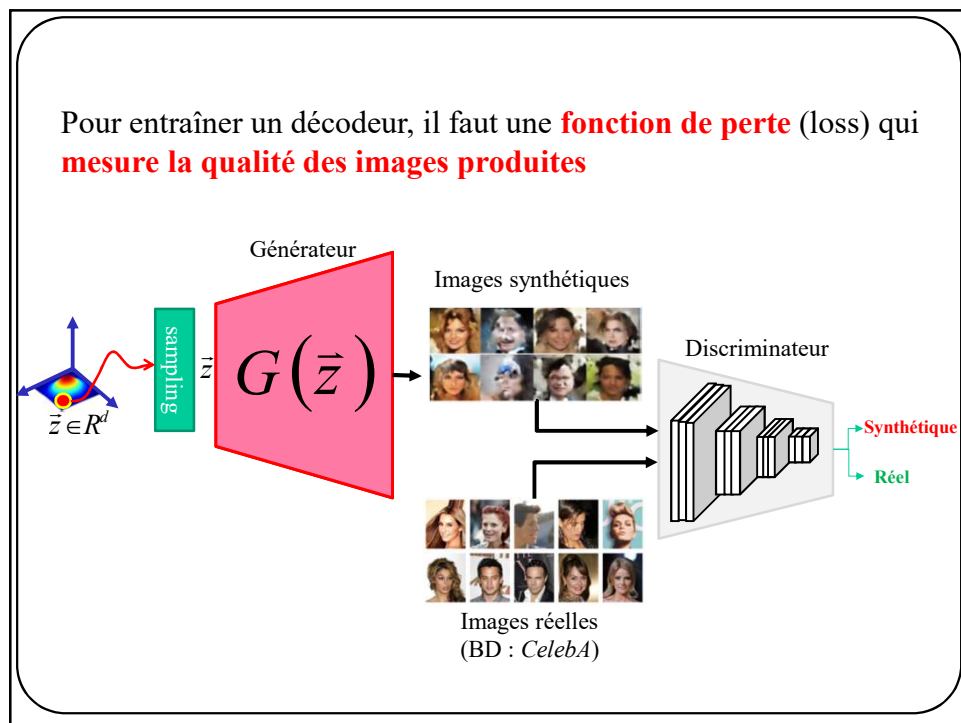 Pour entraîner un décodeur, il faut une fonction de perte (loss) qui
mesure la qualité des images produites
Générateur
Images synthétiques
Discriminateur
sampling
z⃗
G(z⃗)
z⃗ ∈ R^d
Synthétique
Réel
Images réelles
(BD : CelebA)